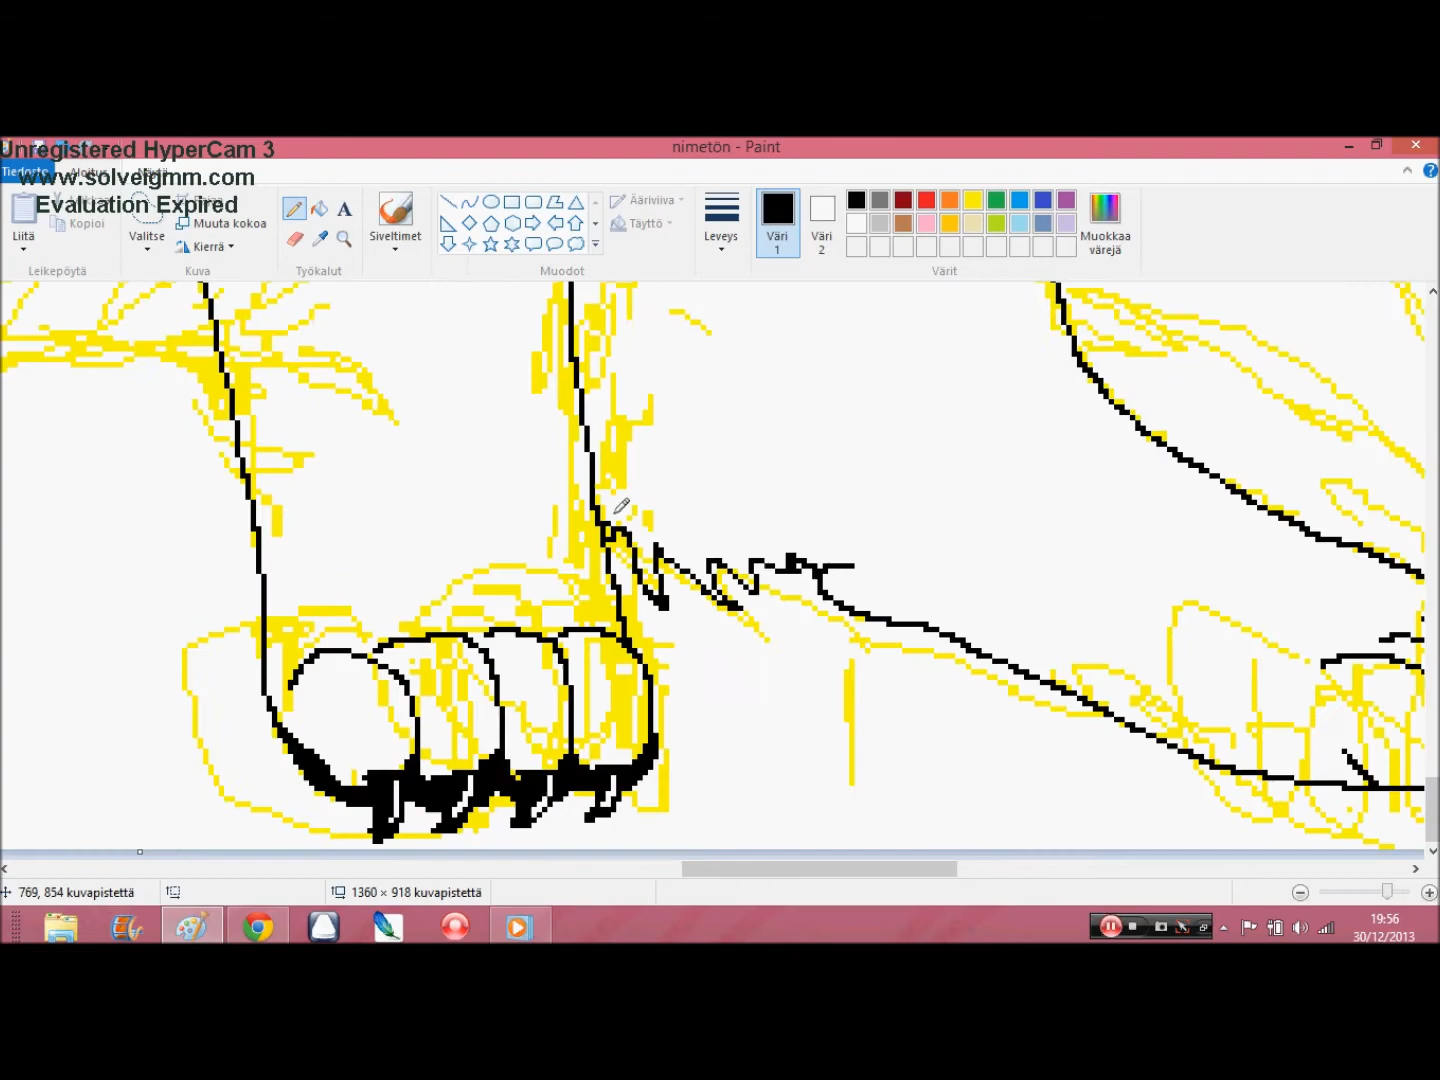 nimetön - Paint
Unregistered HyperCam 3
www.solveigmm.com
Evaluation Expired
Tiedosto
Aloitus
Liitä
Kopioi
Valitse
Muuta kokoa
Kierrä
A
Siveltimet
Ääriviiva
Täyttö
Leveys
Väri 1
Väri 2
Muokkaa värejä
Leikepöytä
Kuva
Työkalut
Muodot
Värit
769, 854 kuvapistettä
1360 × 918 kuvapistettä
19:56
30/12/2013